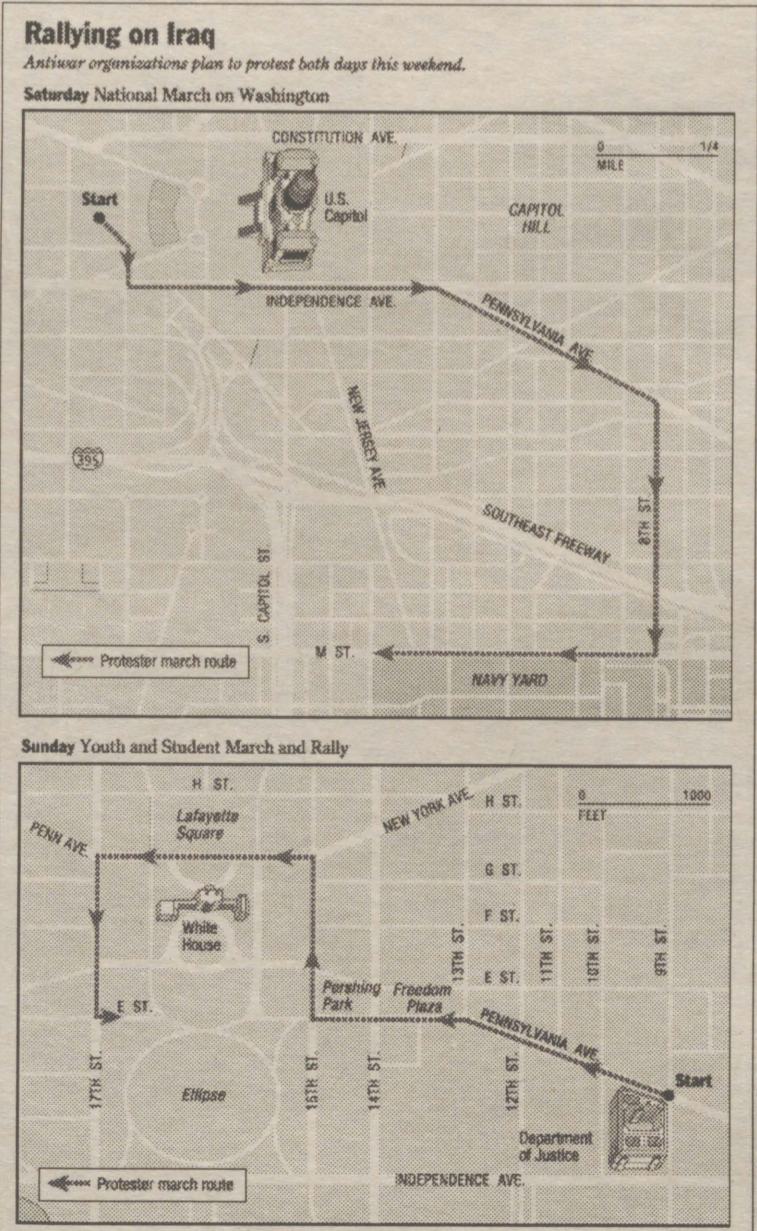 Rallying on Iraq
Antiwar organizations plan to protest both days this weekend.
Saturday National March on Washington
CONSTITUTION AVE.
0 1/4
MILE
Start
U.S.
Capitol
CAPITOL
HILL
INDEPENDENCE AVE.
PENNSYLVANIA AVE.
NEW JERSEY AVE.
395
SOUTHEAST FREEWAY
8TH ST.
S. CAPITOL ST.
M ST.
Protester march route
NAVY YARD
Sunday Youth and Student March and Rally
H ST.
NEW YORK AVE.
H ST.
0 1000
FEET
Lafayette
Square
PENN AVE.
G ST.
White
House
F ST.
13TH ST.
11TH ST.
10TH ST.
9TH ST.
E ST.
Pershing
Park
Freedom
Plaza
E ST.
PENNSYLVANIA AVE.
Start
17TH ST.
Ellipse
15TH ST.
14TH ST.
12TH ST.
Department
of Justice
Protester march route
INDEPENDENCE AVE.